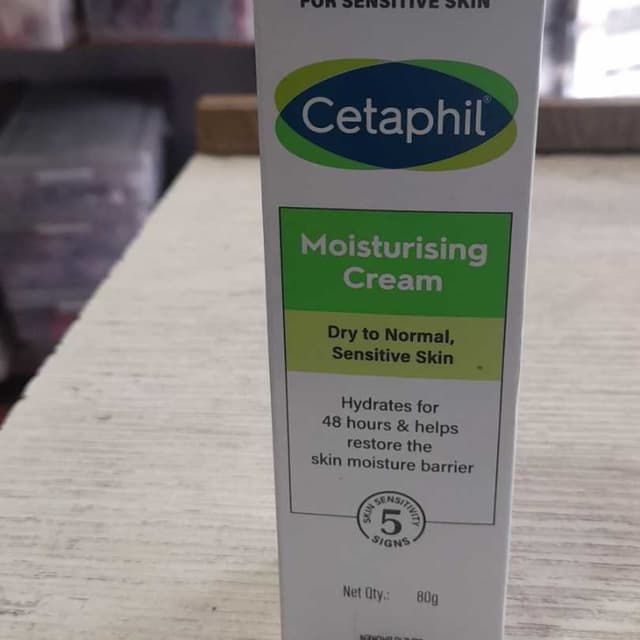 FOR SENSITIVE SKIN
Cetaphil®
Moisturising
Cream
Dry to Normal,
Sensitive Skin
Hydrates for
48 hours & helps
restore the
skin moisture barrier
SKIN SENSITIVITY
5
SIGNS
Net Qty.: 80g